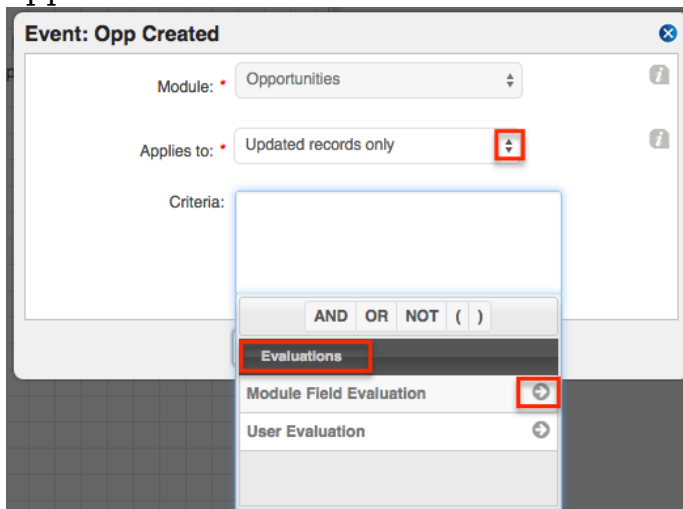 Event: Opp Created
Module: * Opportunities
Applies to: * Updated records only
Criteria:
AND OR NOT ( )
Evaluations
Module Field Evaluation
User Evaluation